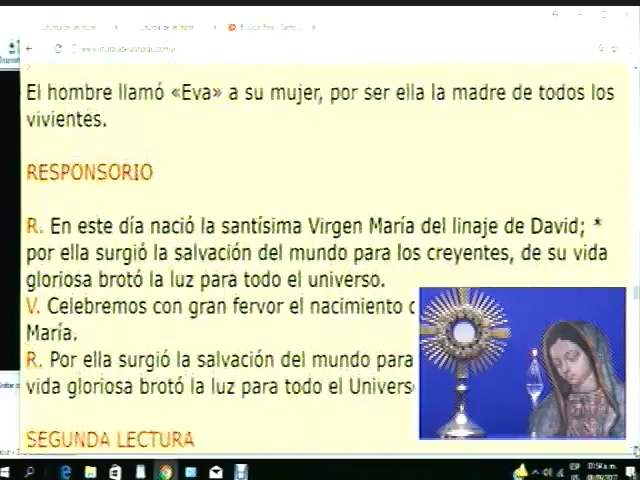 El hombre llamó «Eva» a su mujer, por ser ella la madre de todos los
vivientes.
RESPONSORIO
R. En este día nació la santísima Virgen María del linaje de David; *
por ella surgió la salvación del mundo para los creyentes, de su vida
gloriosa brotó la luz para todo el universo.
V. Celebremos con gran fervor el nacimiento
María.
R. Por ella surgió la salvación del mundo para
vida gloriosa brotó la luz para todo el Univers
SEGUNDA LECTURA
ESP